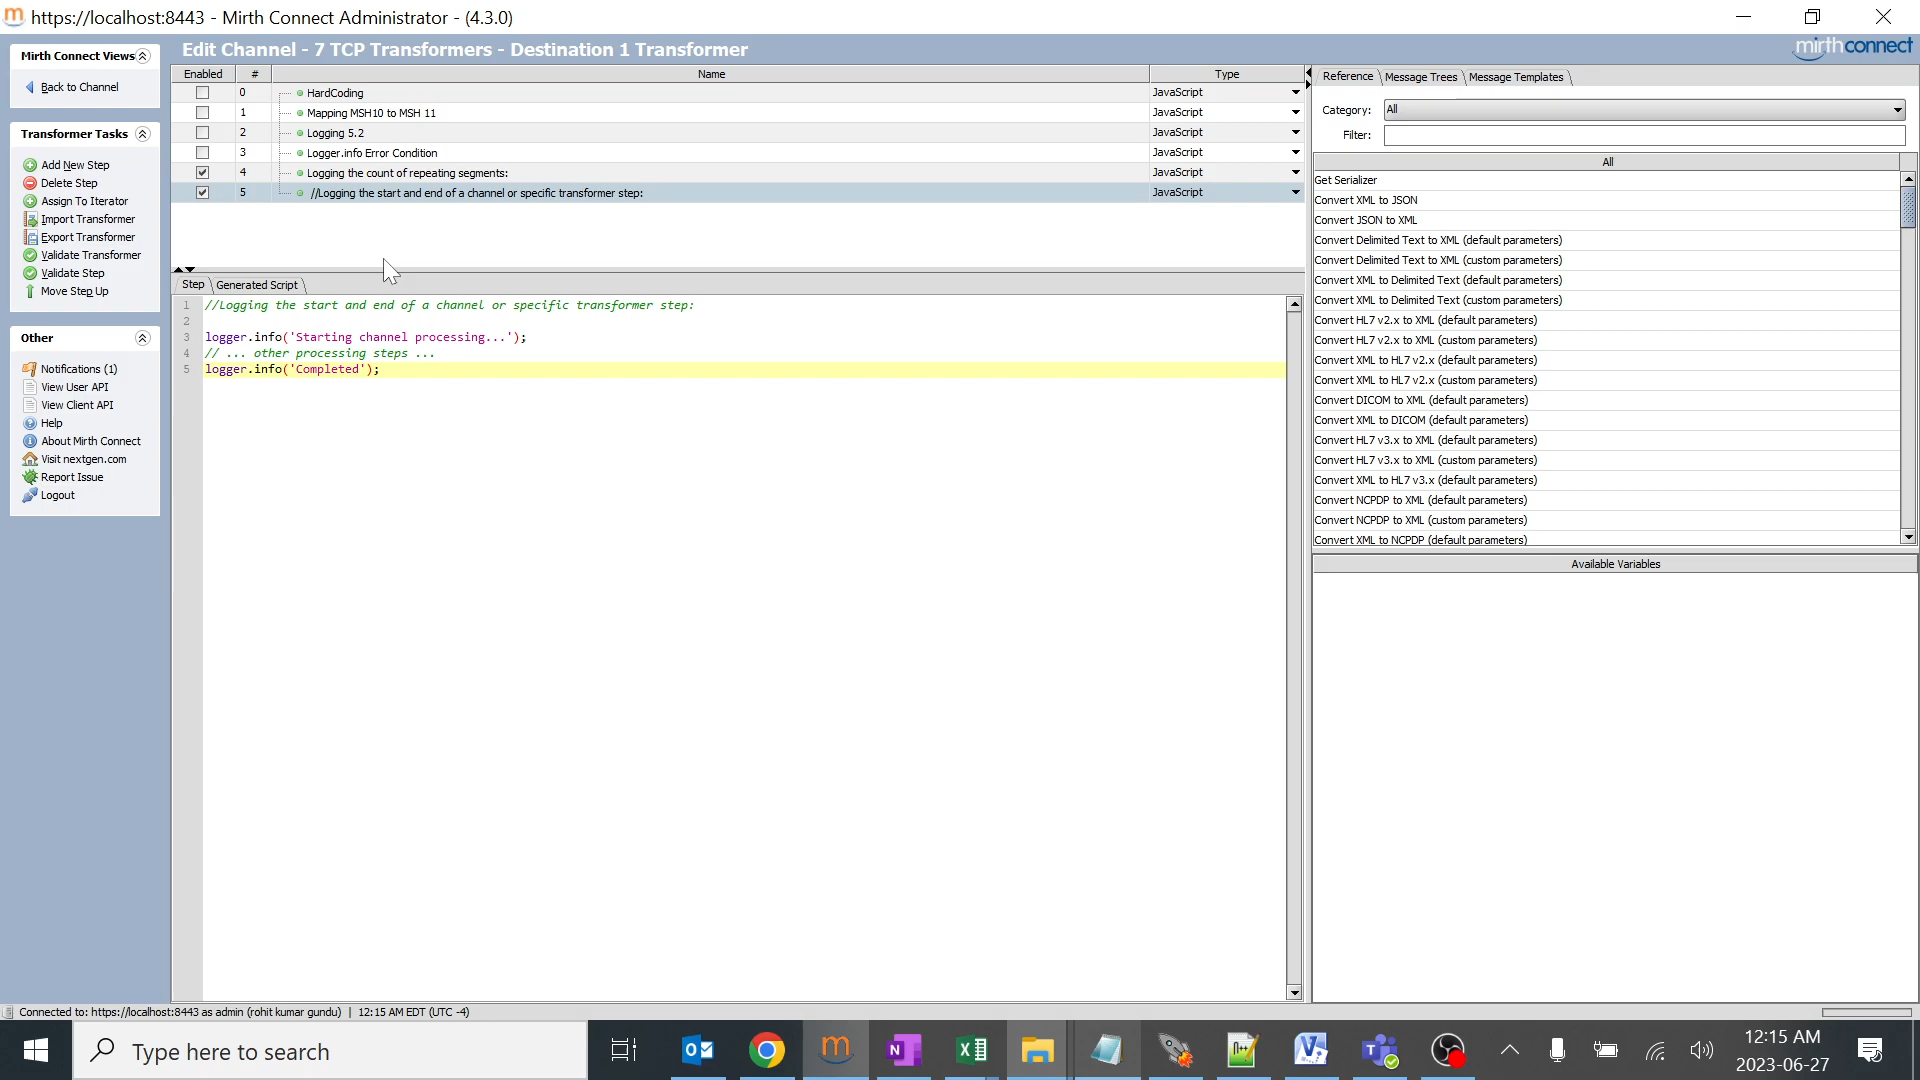 https://localhost:8443 - Mirth Connect Administrator - (4.3.0)
Mirth Connect Views
Back to Channel
Transformer Tasks
Add New Step
Delete Step
Assign To Iterator
Import Transformer
Export Transformer
Validate Transformer
Validate Step
Move Step Up
Other
Notifications (1)
View User API
View Client API
Help
About Mirth Connect
Visit nextgen.com
Report Issue
Logout
Edit Channel - 7 TCP Transformers - Destination 1 Transformer
mirthconnect
Enabled # Name Type
0 HardCoding JavaScript
1 Mapping MSH10 to MSH 11 JavaScript
2 Logging 5.2 JavaScript
3 Logger.info Error Condition JavaScript
4 Logging the count of repeating segments: JavaScript
5 //Logging the start and end of a channel or specific transformer step: JavaScript
Step Generated Script
1 //Logging the start and end of a channel or specific transformer step:
2
3 logger.info('Starting channel processing...');
4 // ... other processing steps ...
5 logger.info('Completed');
Reference Message Trees Message Templates
Category: All
Filter:
All
Get Serializer
Convert XML to JSON
Convert JSON to XML
Convert Delimited Text to XML (default parameters)
Convert Delimited Text to XML (custom parameters)
Convert XML to Delimited Text (default parameters)
Convert XML to Delimited Text (custom parameters)
Convert HL7 v2.x to XML (default parameters)
Convert HL7 v2.x to XML (custom parameters)
Convert XML to HL7 v2.x (default parameters)
Convert XML to HL7 v2.x (custom parameters)
Convert DICOM to XML (default parameters)
Convert XML to DICOM (default parameters)
Convert HL7 v3.x to XML (default parameters)
Convert HL7 v3.x to XML (custom parameters)
Convert XML to HL7 v3.x (default parameters)
Convert NCPDP to XML (default parameters)
Convert NCPDP to XML (custom parameters)
Convert XML to NCPDP (default parameters)
Available Variables
Connected to: https://localhost:8443 as admin (rohit kumar gundu) | 12:15 AM EDT (UTC -4)
Type here to search
12:15 AM
2023-06-27